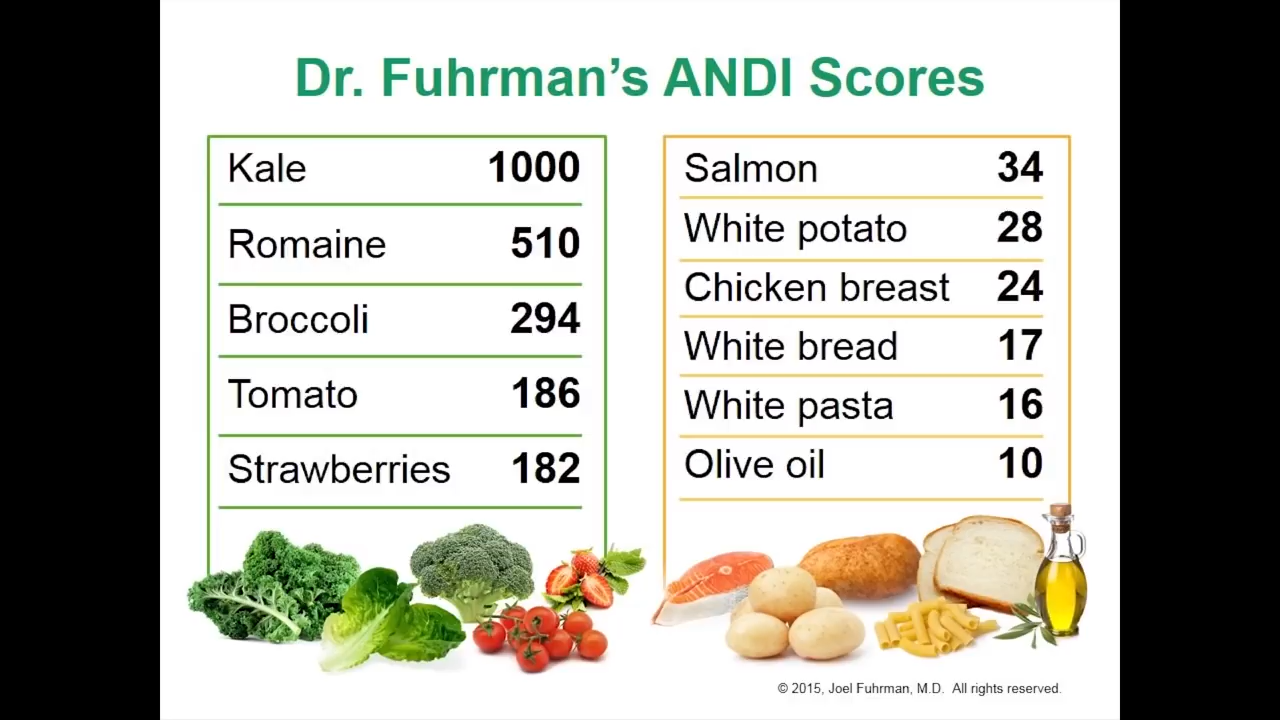 Dr. Fuhrman’s ANDI Scores
Kale 1000
Romaine 510
Broccoli 294
Tomato 186
Strawberries 182
Salmon 34
White potato 28
Chicken breast 24
White bread 17
White pasta 16
Olive oil 10
© 2015, Joel Fuhrman, M.D. All rights reserved.